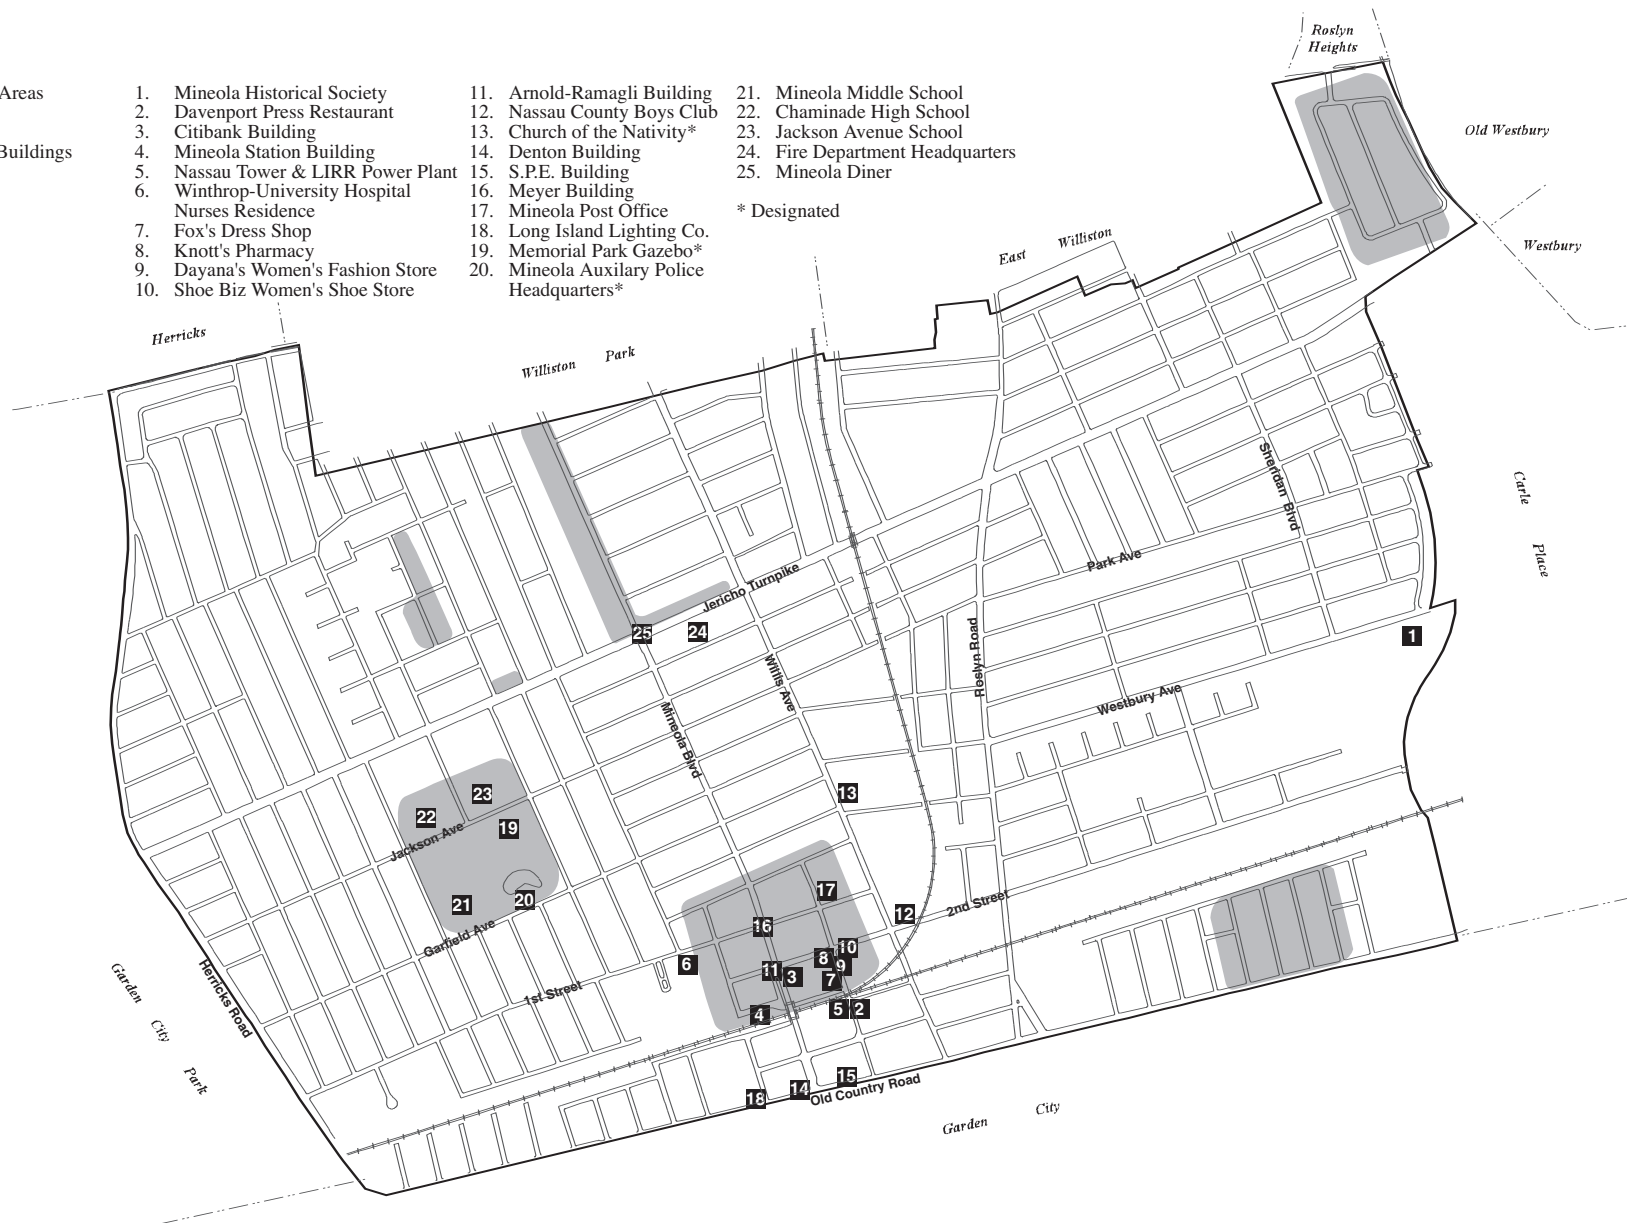 Areas
Buildings
1. Mineola Historical Society
2. Davenport Press Restaurant
3. Citibank Building
4. Mineola Station Building
5. Nassau Tower & LIRR Power Plant
6. Winthrop-University Hospital
Nurses Residence
7. Fox's Dress Shop
8. Knott's Pharmacy
9. Dayana's Women's Fashion Store
10. Shoe Biz Women's Shoe Store
11. Arnold-Ramagli Building
12. Nassau County Boys Club
13. Church of the Nativity*
14. Denton Building
15. S.P.E. Building
16. Meyer Building
17. Mineola Post Office
18. Long Island Lighting Co.
19. Memorial Park Gazebo*
20. Mineola Auxilary Police
Headquarters*
21. Mineola Middle School
22. Chaminade High School
23. Jackson Avenue School
24. Fire Department Headquarters
25. Mineola Diner
* Designated
Roslyn
Heights
Old Westbury
Westbury
East Williston
Herricks
Williston Park
Carle Place
Sheridan Blvd
Park Ave
Jericho Turnpike
25
24
1
Roslyn Road
Willis Ave
Mineola Blvd
Westbury Ave
23
22
19
13
Jackson Ave
21
20
17
16
12
2nd Street
Garfield Ave
10
6
8
9
11
3
7
1st Street
Herricks Road
4
5
2
Garden City Park
15
14
18
Old Country Road
Garden City